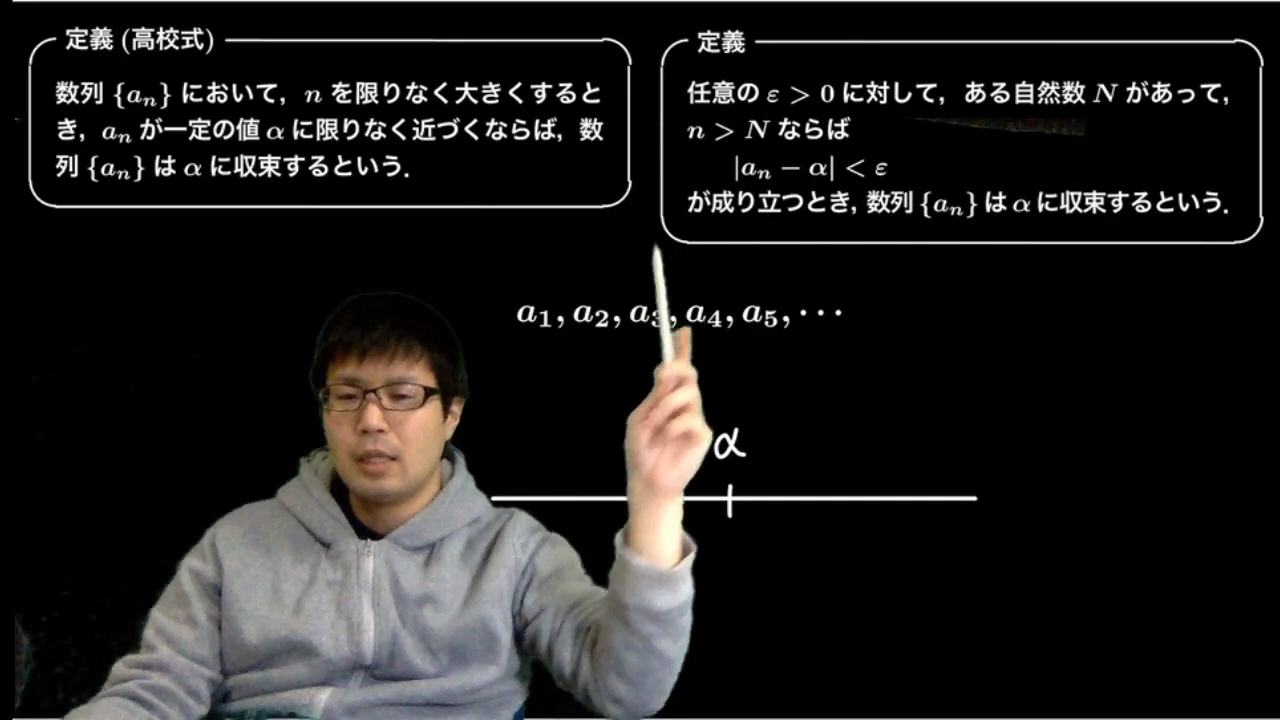 定義 (高校式)
数列 {aₙ} において，n を限りなく大きくすると
き，aₙ が一定の値 α に限りなく近づくならば，数
列 {aₙ} は α に収束するという．
定義
任意の ε > 0 に対して，ある自然数 N があって，
n > N ならば
|aₙ − α| < ε
が成り立つとき, 数列 {aₙ} は α に収束するという．
a₁, a₂, a₃, a₄, a₅, ⋯
α